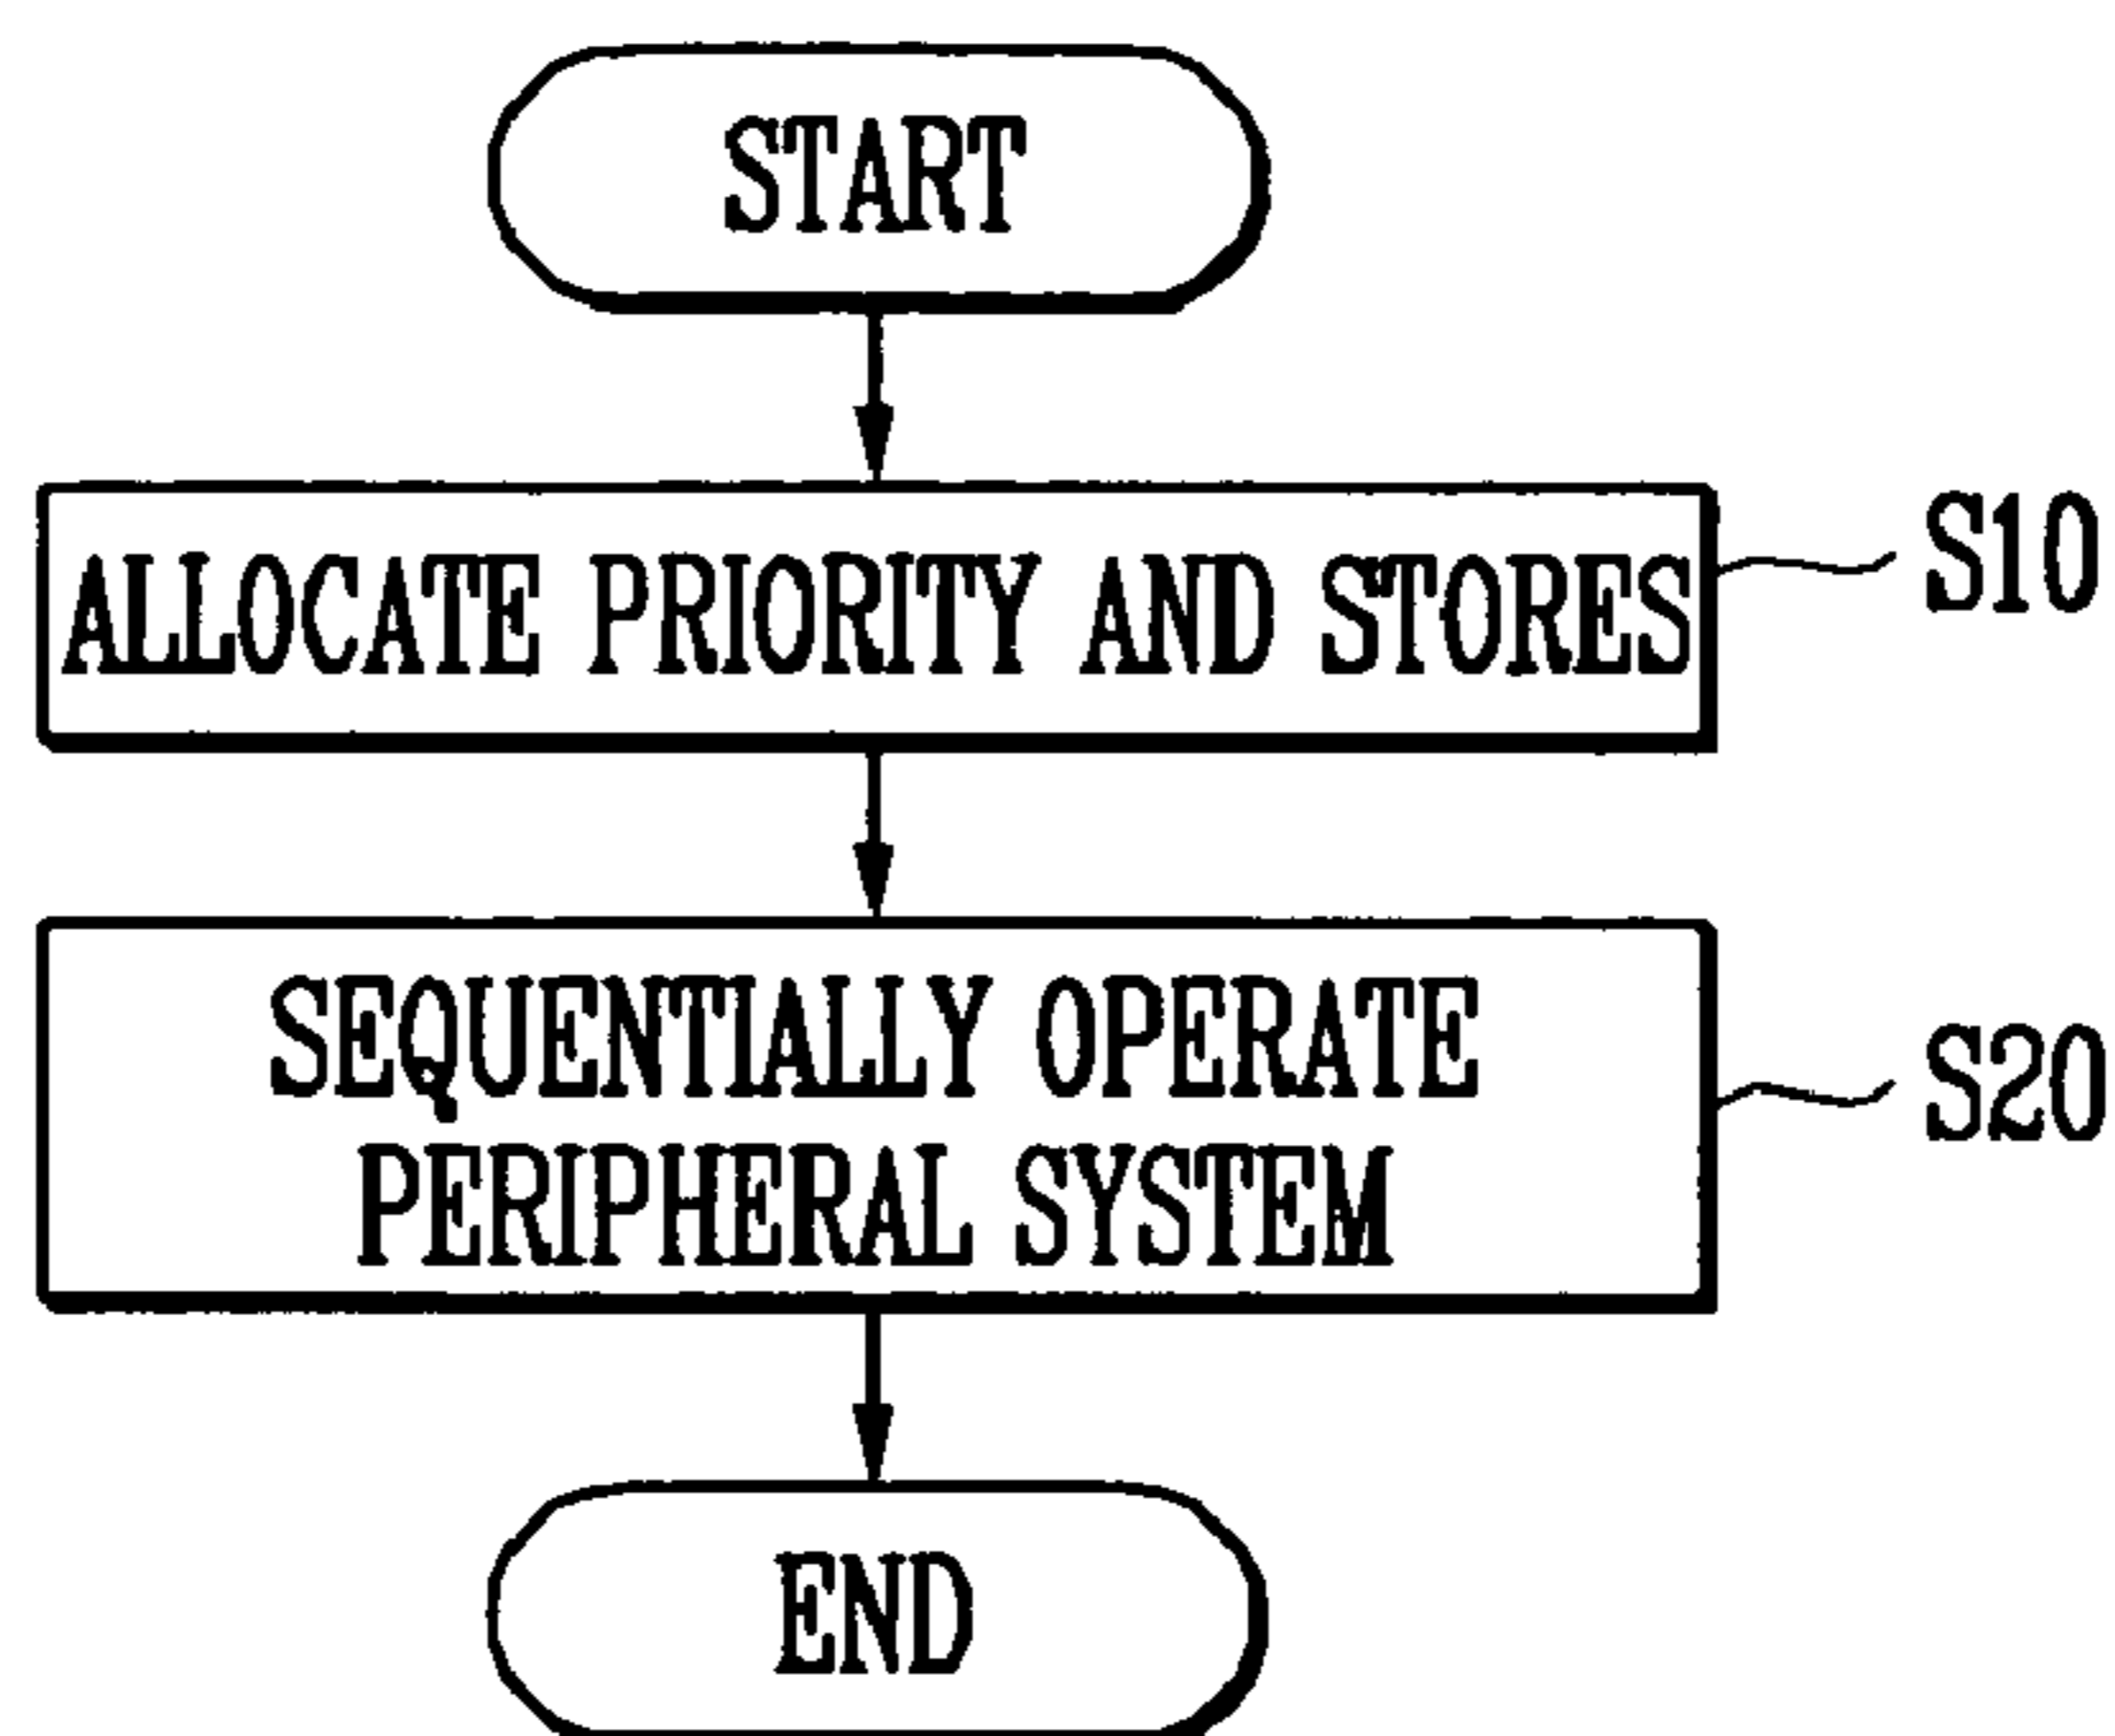 START
ALLOCATE PRIORITY AND STORES
S10
SEQUENTIALLY OPERATE
PERIPHERAL SYSTEM
S20
END